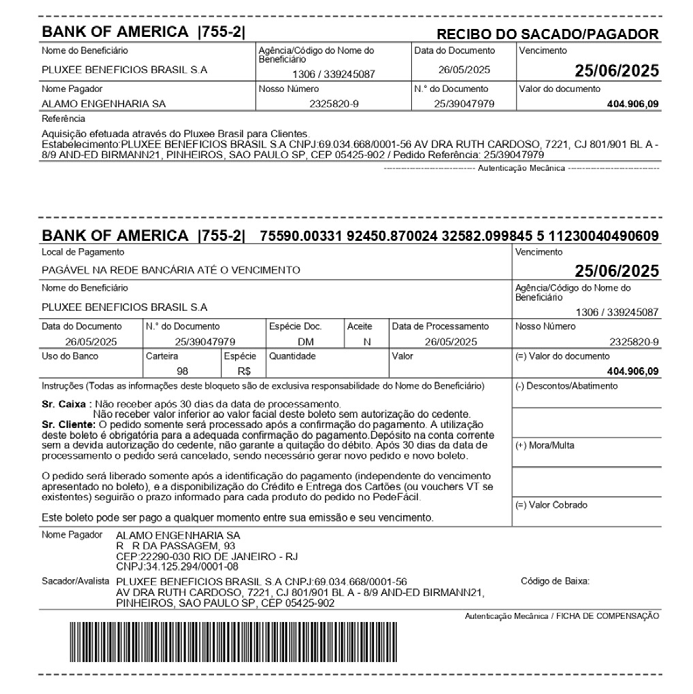 BANK OF AMERICA |755-2| RECIBO DO SACADO/PAGADOR
Nome do Beneficiário Agência/Código do Nome do Beneficiário Data do Documento Vencimento
PLUXEE BENEFICIOS BRASIL S.A 1306 / 339245087 26/05/2025 25/06/2025
Nome Pagador Nosso Número N.° do Documento Valor do documento
ALAMO ENGENHARIA SA 2325820-9 25/39047979 404.906,09
Referência
Aquisição efetuada através do Pluxee Brasil para Clientes.
Estabelecimento:PLUXEE BENEFICIOS BRASIL S.A CNPJ:69.034.668/0001-56 AV DRA RUTH CARDOSO, 7221, CJ 801/901 BL A -
8/9 AND-ED BIRMANN21, PINHEIROS, SAO PAULO SP, CEP 05425-902 / Pedido Referência: 25/39047979
Autenticação Mecânica
BANK OF AMERICA |755-2| 75590.00331 92450.870024 32582.099845 5 11230040490609
Local de Pagamento Vencimento
PAGÁVEL NA REDE BANCÁRIA ATÉ O VENCIMENTO 25/06/2025
Nome do Beneficiário Agência/Código do Nome do Beneficiário
PLUXEE BENEFICIOS BRASIL S.A 1306 / 339245087
Data do Documento N.° do Documento Espécie Doc. Aceite Data de Processamento Nosso Número
26/05/2025 25/39047979 DM N 26/05/2025 2325820-9
Uso do Banco Carteira Espécie Quantidade Valor (=) Valor do documento
98 R$ 404.906,09
Instruções (Todas as informações deste bloqueto são de exclusiva responsabilidade do Nome do Beneficiário) (-) Descontos/Abatimento
Sr. Caixa : Não receber após 30 dias da data de processamento.
Não receber valor inferior ao valor facial deste boleto sem autorização do cedente.
Sr. Cliente: O pedido somente será processado após a confirmação do pagamento. A utilização
deste boleto é obrigatória para a adequada confirmação do pagamento.Depósito na conta corrente
sem a devida autorização do cedente, não garante a quitação do débito. Após 30 dias da data de
processamento o pedido será cancelado, sendo necessário gerar novo pedido e novo boleto.
(+) Mora/Multa
O pedido será liberado somente após a identificação do pagamento (independente do vencimento
apresentado no boleto), e a disponibilização do Crédito e Entrega dos Cartões (ou vouchers VT se
existentes) seguirão o prazo informado para cada produto do pedido no PedeFácil.
(=) Valor Cobrado
Este boleto pode ser pago a qualquer momento entre sua emissão e seu vencimento.
Nome Pagador ALAMO ENGENHARIA SA
R R DA PASSAGEM, 93
CEP:22290-030 RIO DE JANEIRO - RJ
CNPJ:34.125.294/0001-08
Sacador/Avalista PLUXEE BENEFICIOS BRASIL S.A CNPJ:69.034.668/0001-56 Código de Baixa:
AV DRA RUTH CARDOSO, 7221, CJ 801/901 BL A - 8/9 AND-ED BIRMANN21,
PINHEIROS, SAO PAULO SP, CEP 05425-902
Autenticação Mecânica / FICHA DE COMPENSAÇÃO